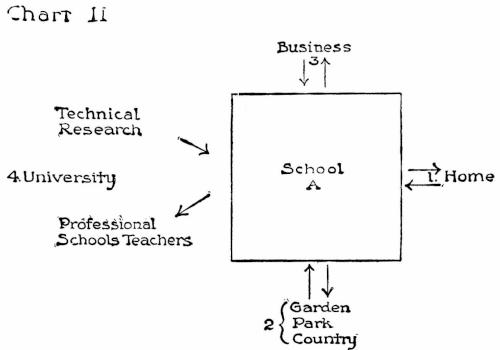 Chart II
Business
3
Technical
Research
School
A
4. University
1. Home
Professional
Schools Teachers
2 { Garden
Park
Country